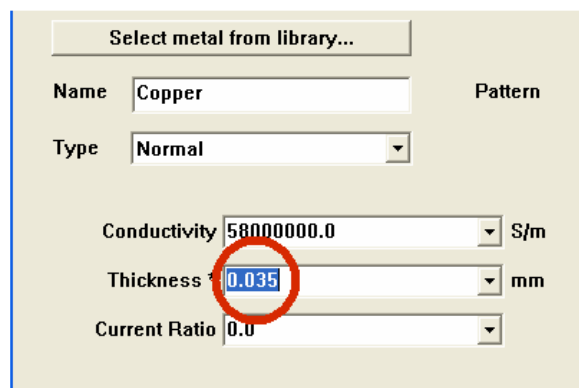 Select metal from library...
Name Copper Pattern
Type Normal
Conductivity 58000000.0 S/m
Thickness * 0.035 mm
Current Ratio 0.0